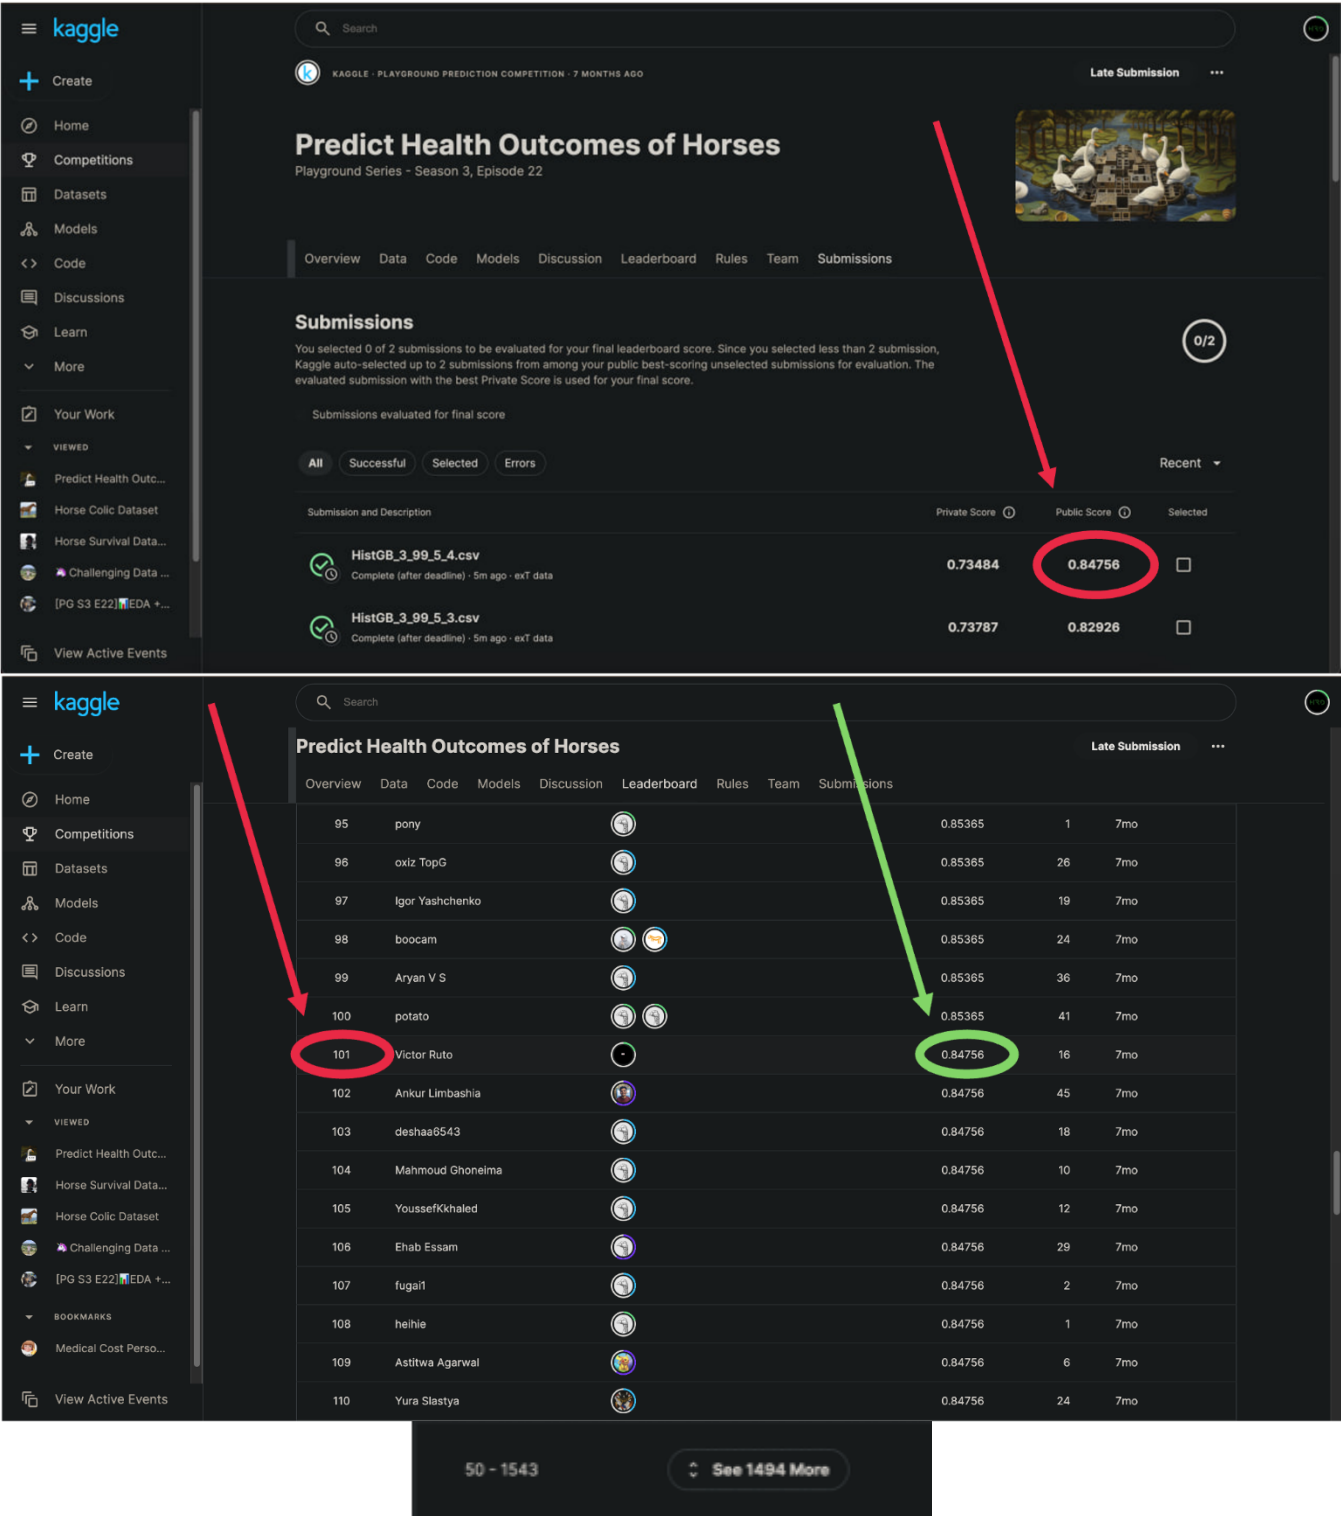 kaggle
Search
Create
KAGGLE · PLAYGROUND PREDICTION COMPETITION · 7 MONTHS AGO
Late Submission
Home
Competitions
Datasets
Models
Code
Discussions
Learn
More
Your Work
VIEWED
Predict Health Outc...
Horse Colic Dataset
Horse Survival Data...
Challenging Data ...
[PG S3 E22] EDA +...
View Active Events
Predict Health Outcomes of Horses
Playground Series - Season 3, Episode 22
Overview Data Code Models Discussion Leaderboard Rules Team Submissions
Submissions
You selected 0 of 2 submissions to be evaluated for your final leaderboard score. Since you selected less than 2 submission,
Kaggle auto-selected up to 2 submissions from among your public best-scoring unselected submissions for evaluation. The
evaluated submission with the best Private Score is used for your final score.
0/2
Submissions evaluated for final score
All Successful Selected Errors
Recent
Submission and Description Private Score Public Score Selected
HistGB_3_99_5_4.csv
Complete (after deadline) · 5m ago · exT data
0.73484 0.84756
HistGB_3_99_5_3.csv
Complete (after deadline) · 5m ago · exT data
0.73787 0.82926
kaggle
Search
Create
Home
Competitions
Datasets
Models
Code
Discussions
Learn
More
Your Work
VIEWED
Predict Health Outc...
Horse Survival Data...
Horse Colic Dataset
Challenging Data ...
[PG S3 E22] EDA +...
BOOKMARKS
Medical Cost Perso...
View Active Events
Predict Health Outcomes of Horses
Late Submission
Overview Data Code Models Discussion Leaderboard Rules Team Submissions
95 pony 0.85365 1 7mo
96 oxiz TopG 0.85365 26 7mo
97 Igor Yashchenko 0.85365 19 7mo
98 boocam 0.85365 24 7mo
99 Aryan V S 0.85365 36 7mo
100 potato 0.85365 41 7mo
101 Victor Ruto 0.84756 16 7mo
102 Ankur Limbashia 0.84756 45 7mo
103 deshaa6543 0.84756 18 7mo
104 Mahmoud Ghoneima 0.84756 10 7mo
105 YoussefKkhaled 0.84756 12 7mo
106 Ehab Essam 0.84756 29 7mo
107 fugai1 0.84756 2 7mo
108 heihie 0.84756 1 7mo
109 Astitwa Agarwal 0.84756 6 7mo
110 Yura Slastya 0.84756 24 7mo
50 - 1543
See 1494 More